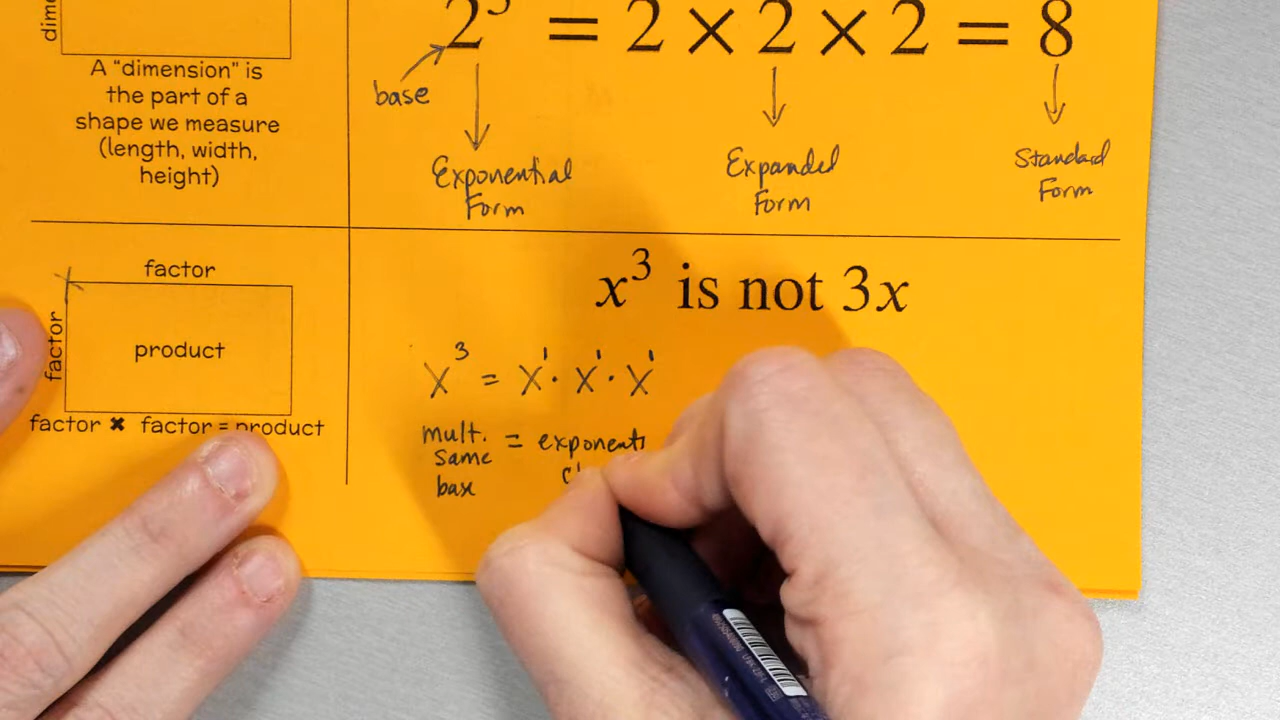 dime
2³ = 2 × 2 × 2 = 8
base
A “dimension” is
the part of a
shape we measure
(length, width,
height)
Exponential
Form
Expanded
Form
Standard
Form
factor
factor
product
factor × factor = product
x³ is not 3x
x³ = x¹ · x¹ · x¹
mult.
same
base
= exponents